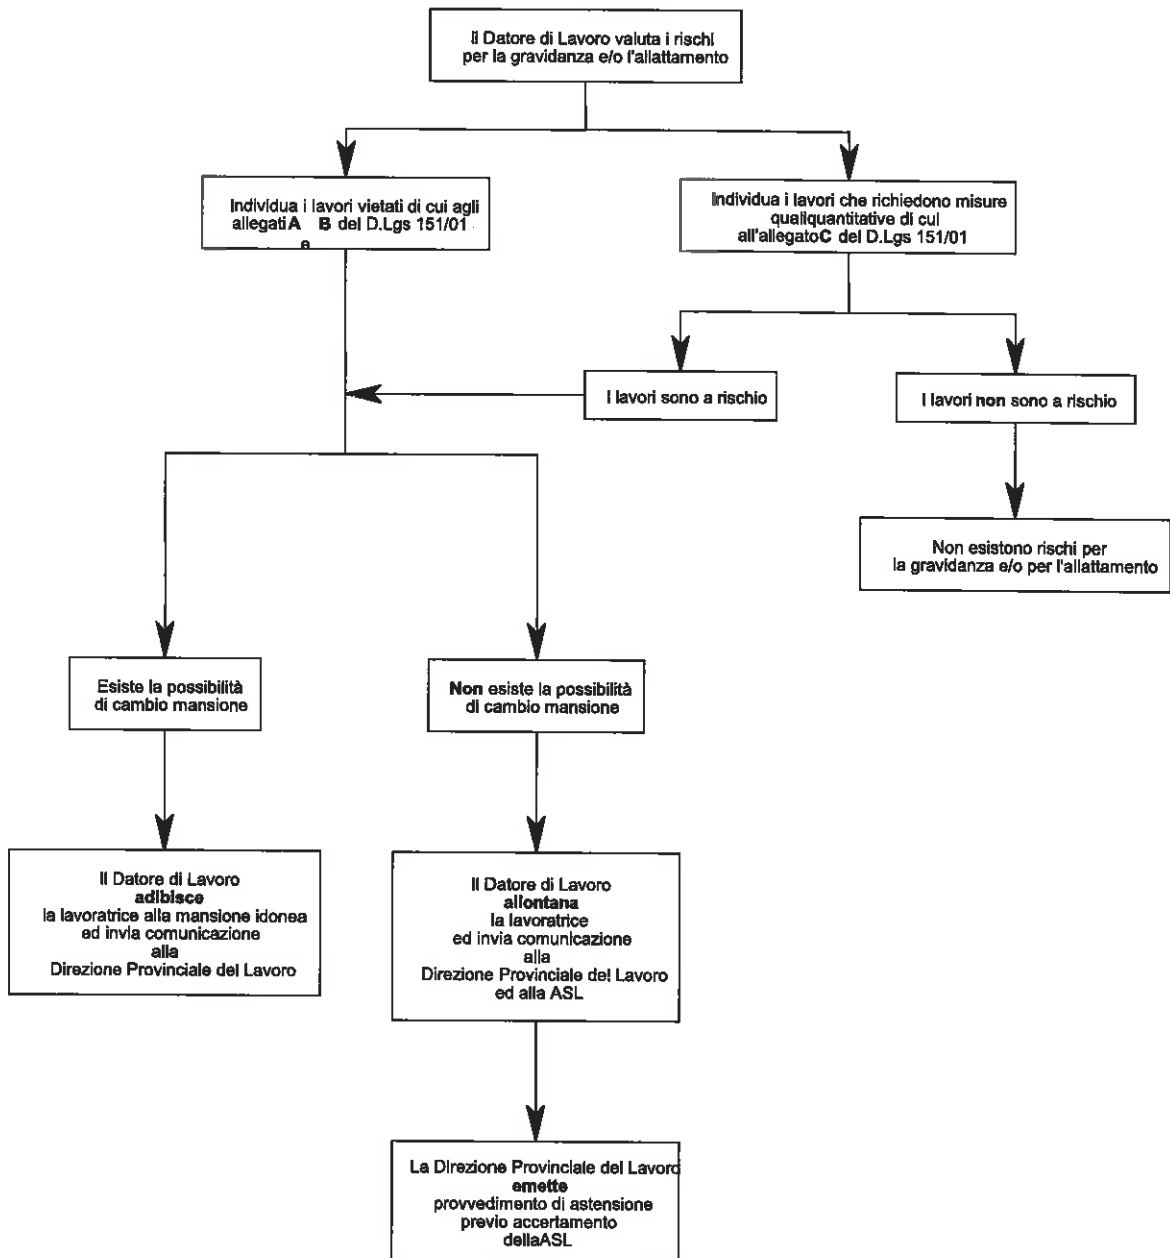 Il Datore di Lavoro valuta i rischi
per la gravidanza e/o l'allattamento
Individua i lavori vietati di cui agli
allegati A B del D.Lgs 151/01
e
Individua i lavori che richiedono misure
qualiquantitative di cui
all'allegato C del D.Lgs 151/01
I lavori sono a rischio
I lavori non sono a rischio
Non esistono rischi per
la gravidanza e/o per l'allattamento
Esiste la possibilità
di cambio mansione
Non esiste la possibilità
di cambio mansione
Il Datore di Lavoro
adibisce
la lavoratrice alla mansione idonea
ed invia comunicazione
alla
Direzione Provinciale del Lavoro
Il Datore di Lavoro
allontana
la lavoratrice
ed invia comunicazione
alla
Direzione Provinciale del Lavoro
ed alla ASL
La Direzione Provinciale del Lavoro
emette
provvedimento di astensione
previo accertamento
dellaASL